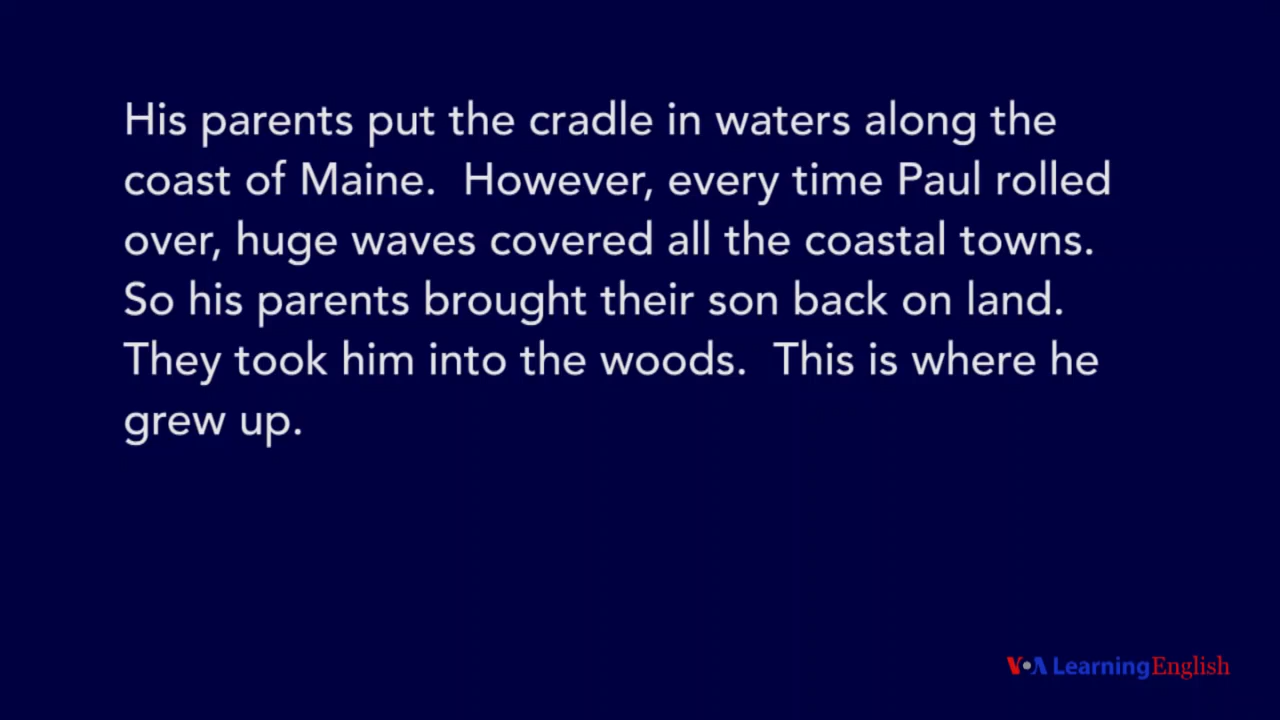 His parents put the cradle in waters along the
coast of Maine.  However, every time Paul rolled
over, huge waves covered all the coastal towns.
So his parents brought their son back on land.
They took him into the woods.  This is where he
grew up.
VOA Learning English